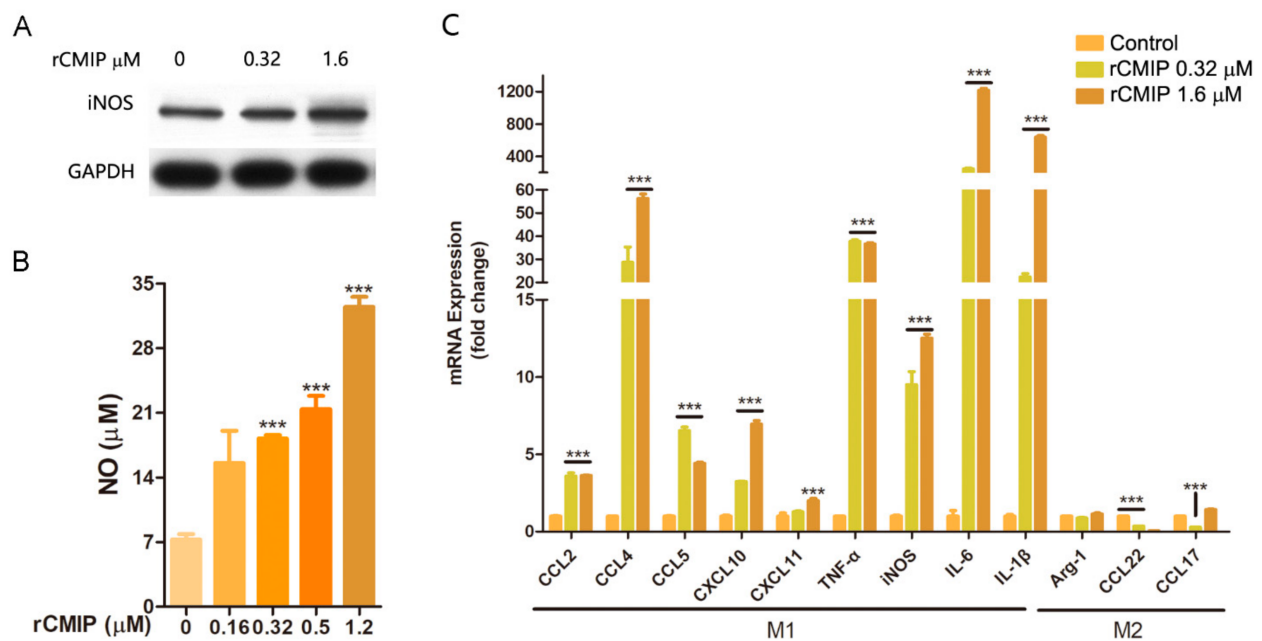 A
rCMIP μM 0 0.32 1.6
iNOS
GAPDH
B
NO (μM)
35
28
21
14
7
0
***
***
***
***
rCMIP (μM) 0 0.16 0.32 0.5 1.2
C
Control
rCMIP 0.32 μM
rCMIP 1.6 μM
mRNA Expression
(fold change)
1200
800
400
60
50
40
30
20
15
10
5
0
***
***
***
***
***
***
***
***
***
***
***
CCL2 CCL4 CCL5 CXCL10 CXCL11 TNF-α iNOS IL-6 IL-1β Arg-1 CCL22 CCL17
M1 M2